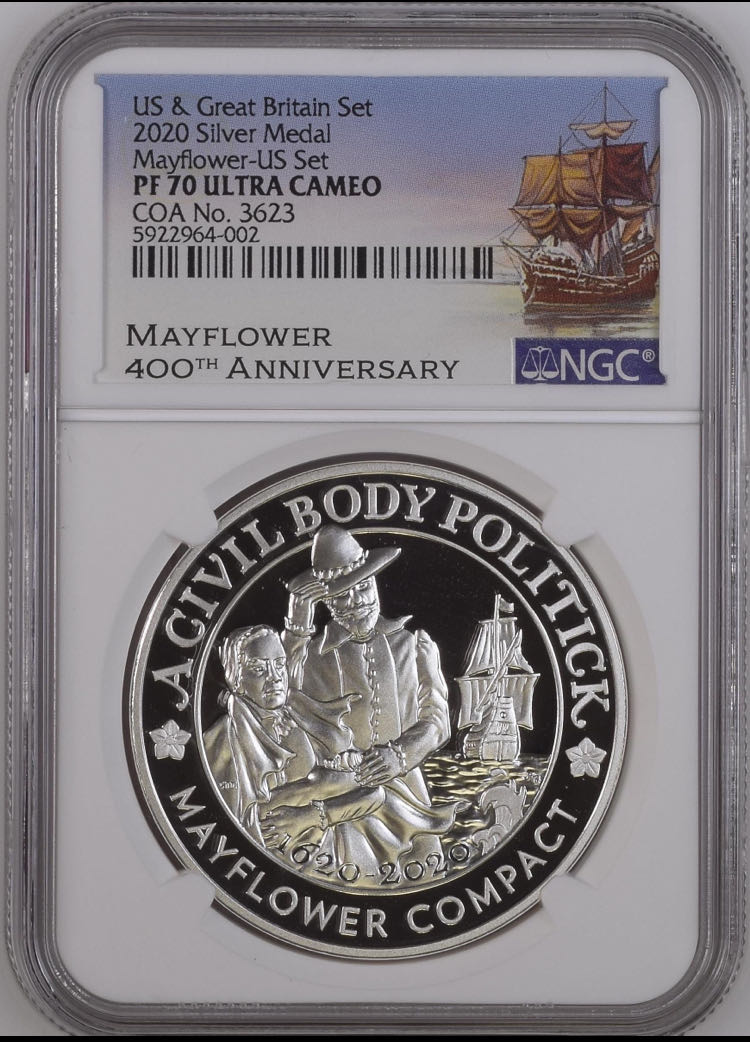 US & Great Britain Set
2020 Silver Medal
Mayflower-US Set
PF 70 ULTRA CAMEO
COA No. 3623
5922964-002
MAYFLOWER
400TH ANNIVERSARY
NGC®
A CIVIL BODY POLITICK
1620-2020
MAYFLOWER COMPACT